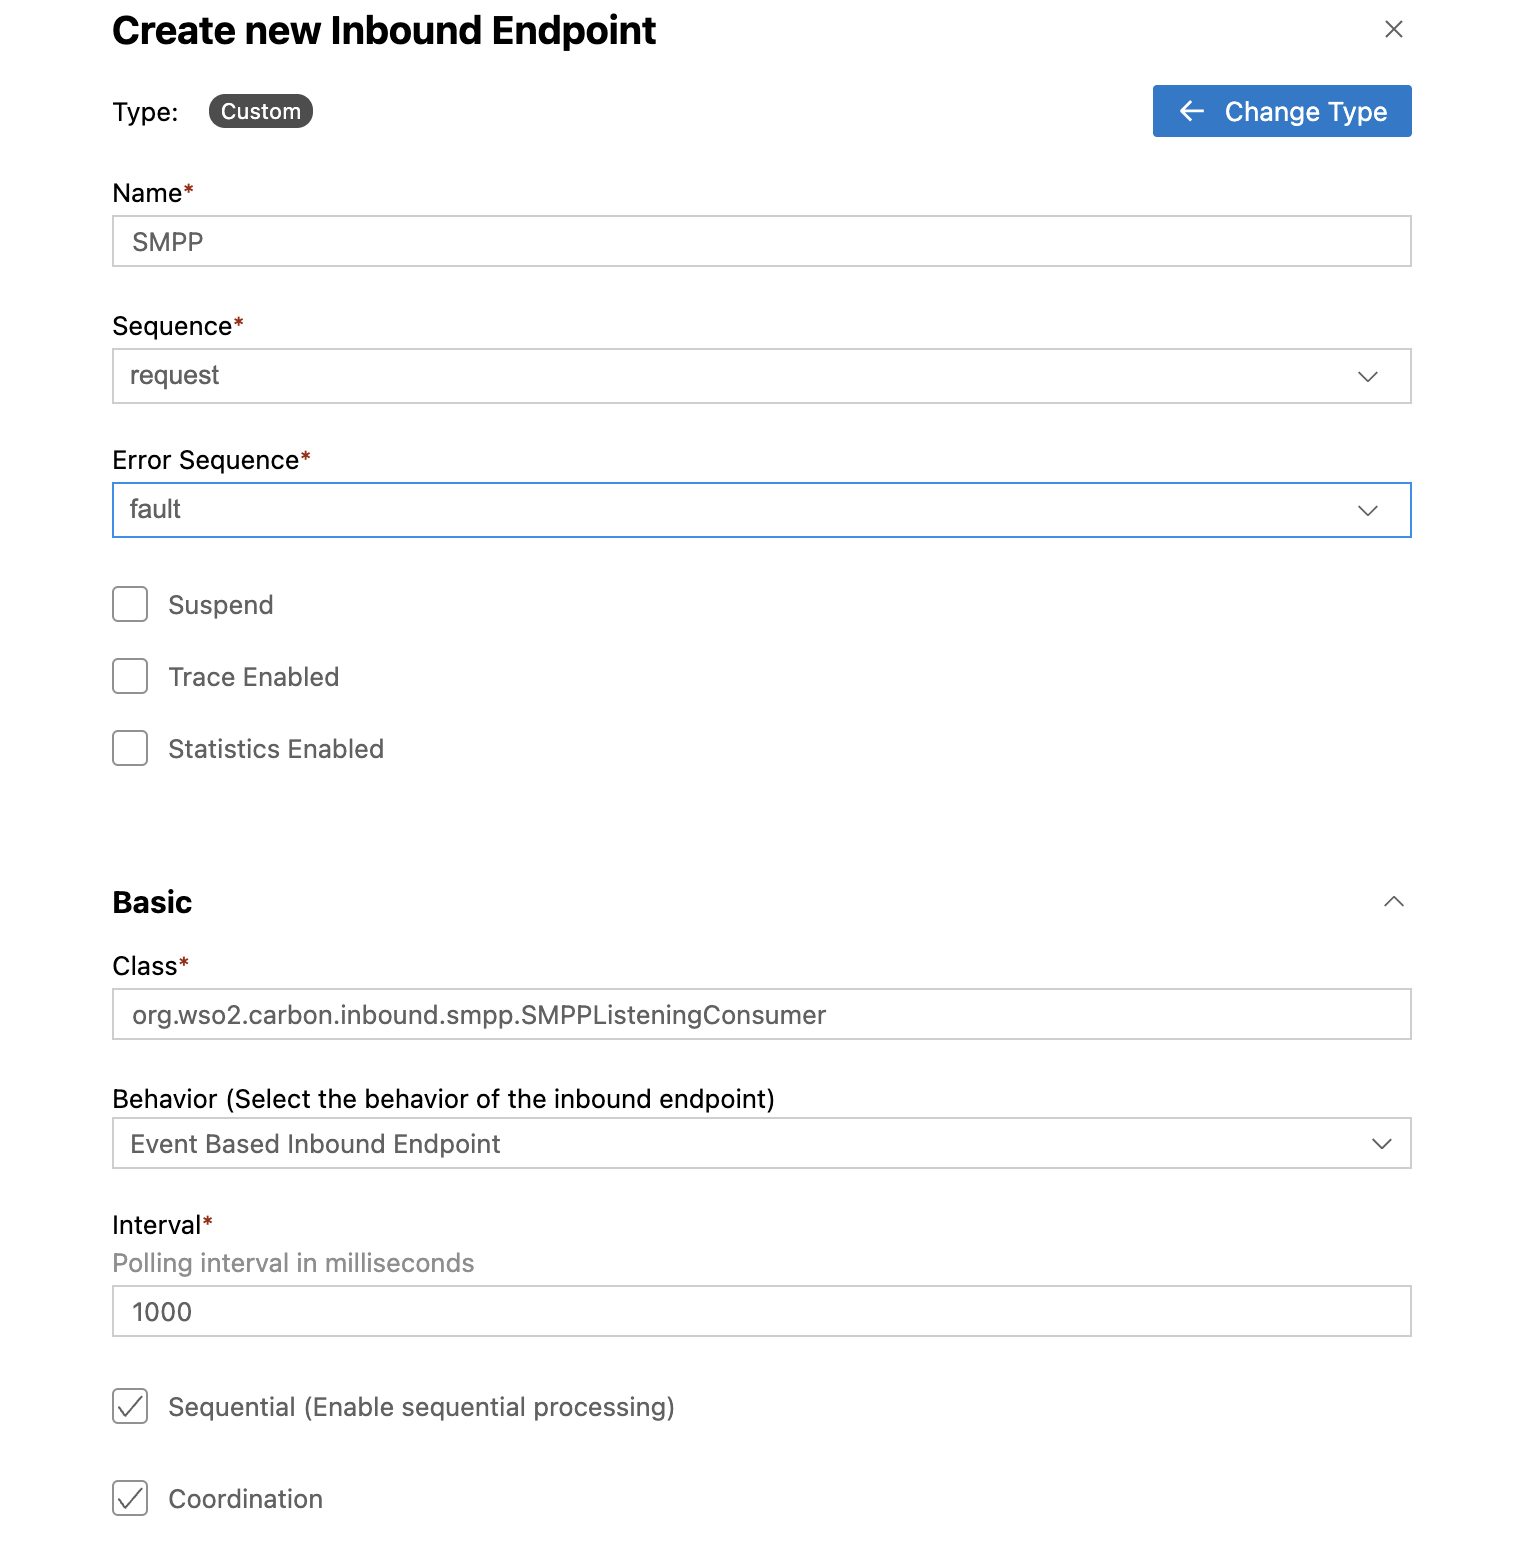 Create new Inbound Endpoint
Type: Custom
Change Type
Name*
SMPP
Sequence*
request
Error Sequence*
fault
Suspend
Trace Enabled
Statistics Enabled
Basic
Class*
org.wso2.carbon.inbound.smpp.SMPPListeningConsumer
Behavior (Select the behavior of the inbound endpoint)
Event Based Inbound Endpoint
Interval*
Polling interval in milliseconds
1000
Sequential (Enable sequential processing)
Coordination